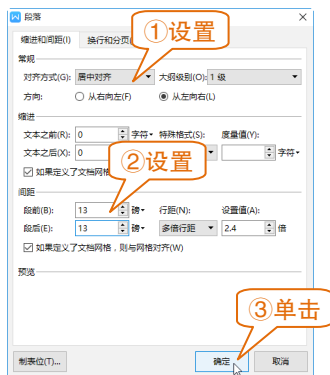 段落
缩进和间距(I)
换行和分页(
①设置
常规
对齐方式(G): 居中对齐 大纲级别(O): 1 级
方向: 从右向左(F) 从左向右(L)
缩进
文本之前(R): 0 字符 特殊格式(S): 度量值(Y):
文本之后(X): 0 字符
②设置
如果定义了文档网格
间距
段前(B): 13 磅 行距(N): 设置值(A):
段后(E): 13 磅 多倍行距 2.4 倍
如果定义了文档网格，则与网格对齐(W)
预览
③单击
制表位(T)... 确定 取消